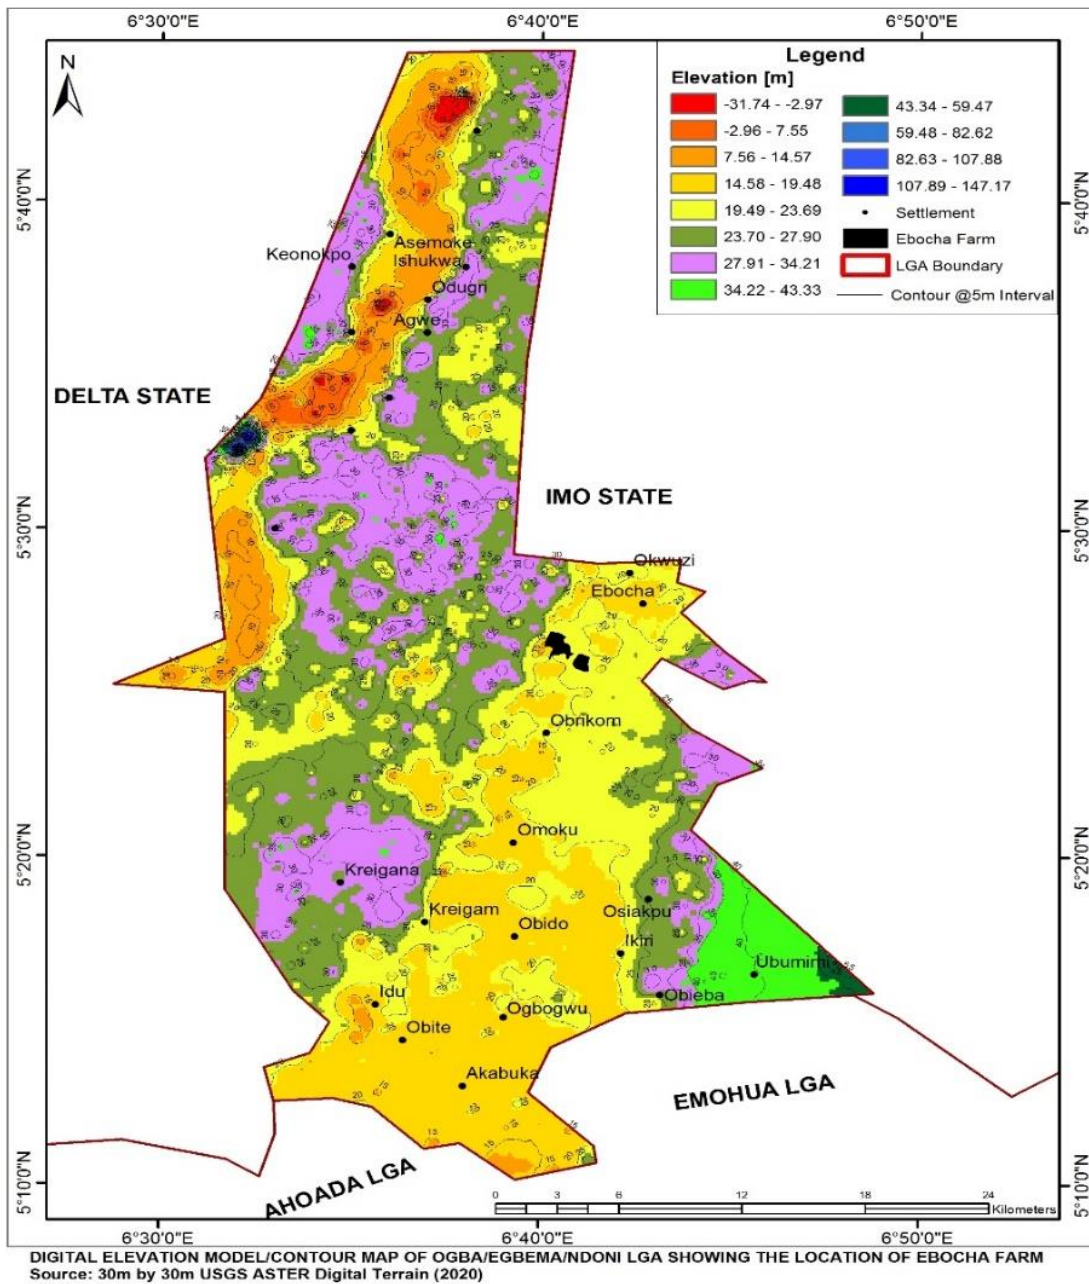 6°30'0"E 6°40'0"E 6°50'0"E
N
Legend
Elevation [m]
-31.74 - -2.97
-2.96 - 7.55
7.56 - 14.57
14.58 - 19.48
19.49 - 23.69
23.70 - 27.90
27.91 - 34.21
34.22 - 43.33
43.34 - 59.47
59.48 - 82.62
82.63 - 107.88
107.89 - 147.17
Settlement
Ebocha Farm
LGA Boundary
Contour @5m Interval
5°40'0"N 5°40'0"N
Keonokpo
Asemoke
Ishukwa
Odugri
Agwe
DELTA STATE
IMO STATE
5°30'0"N 5°30'0"N
Okwuzi
Ebocha
Obrikom
Omoku
5°20'0"N 5°20'0"N
Kreigana
Kreigam
Osiakpu
Obido
Ikiri
Ubumimi
Idu
Obieba
Ogbogwu
Obite
Akabuka
EMOHUA LGA
AHOADA LGA
5°10'0"N 5°10'0"N
0 3 6 12 18 24
Kilometers
6°30'0"E 6°40'0"E 6°50'0"E
DIGITAL ELEVATION MODEL/CONTOUR MAP OF OGBA/EGBEMA/NDONI LGA SHOWING THE LOCATION OF EBOCHA FARM
Source: 30m by 30m USGS ASTER Digital Terrain (2020)